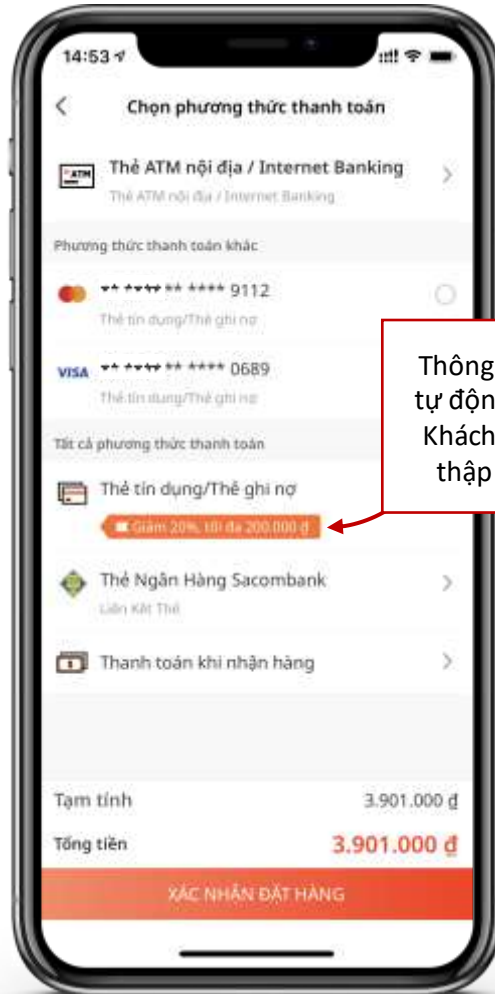 14:53
Chọn phương thức thanh toán
ATM
Thẻ ATM nội địa / Internet Banking
Thẻ ATM nội địa / Internet Banking
Phương thức thanh toán khác
** **** ** **** 9112
Thẻ tín dụng/Thẻ ghi nợ
VISA ** **** ** **** 0689
Thẻ tín dụng/Thẻ ghi nợ
Tất cả phương thức thanh toán
Thẻ tín dụng/Thẻ ghi nợ
Giảm 20%, tối đa 200.000 ₫
Thẻ Ngân Hàng Sacombank
Liên Kết Thẻ
Thanh toán khi nhận hàng
Thông
tự độn
Khách
thập
Tạm tính 3.901.000 ₫
Tổng tiền 3.901.000 ₫
XÁC NHẬN ĐẶT HÀNG